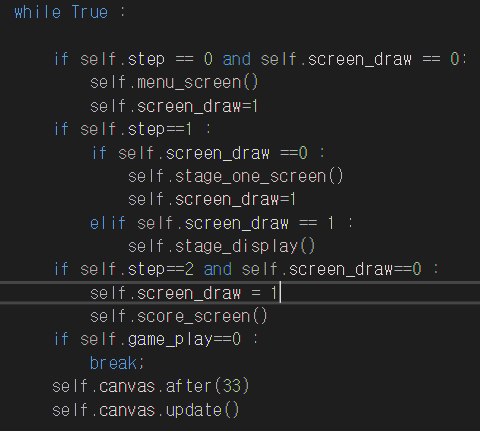 while True :
if self.step == 0 and self.screen_draw == 0:
self.menu_screen()
self.screen_draw=1
if self.step==1 :
if self.screen_draw ==0 :
self.stage_one_screen()
self.screen_draw=1
elif self.screen_draw == 1 :
self.stage_display()
if self.step==2 and self.screen_draw==0 :
self.screen_draw = 1
self.score_screen()
if self.game_play==0 :
break;
self.canvas.after(33)
self.canvas.update()